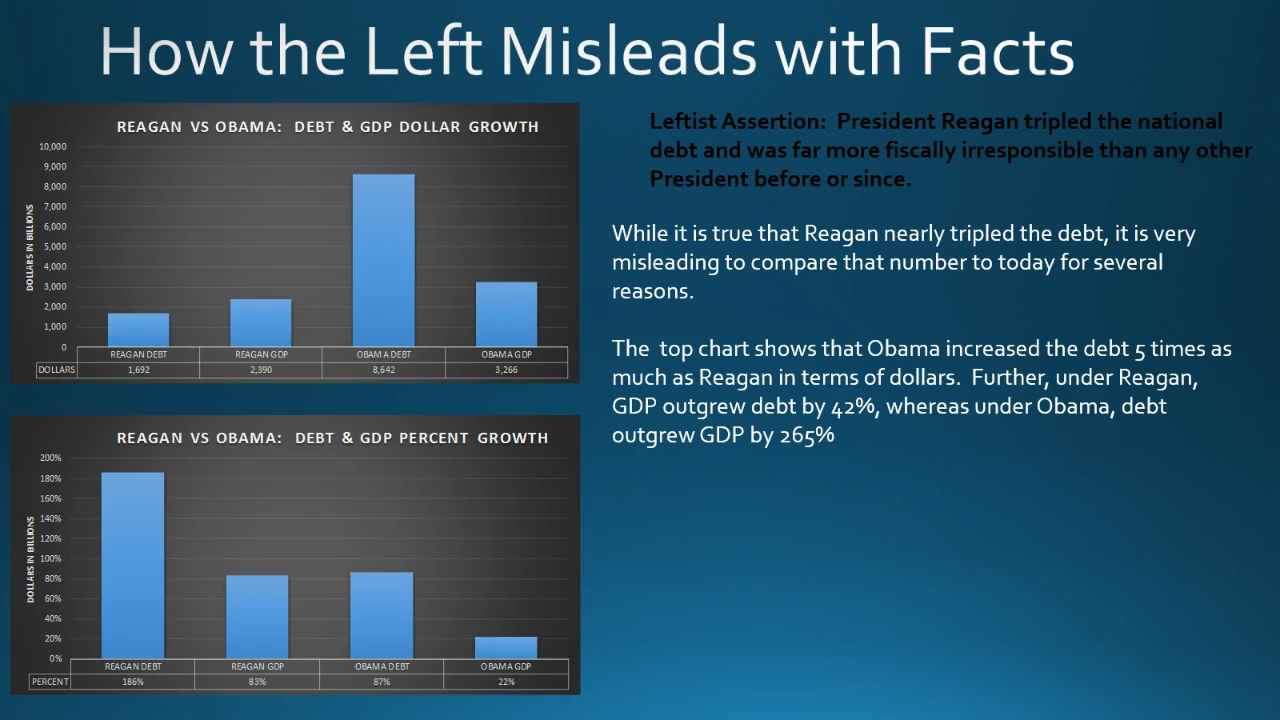 How the Left Misleads with Facts
REAGAN VS OBAMA: DEBT & GDP DOLLAR GROWTH
10,000
9,000
8,000
7,000
6,000
5,000
4,000
3,000
2,000
1,000
0
DOLLARS IN BILLIONS
REAGAN DEBT REAGAN GDP OBAMA DEBT OBAMA GDP
DOLLARS 1,692 2,390 8,642 3,266
REAGAN VS OBAMA: DEBT & GDP PERCENT GROWTH
200%
180%
160%
140%
120%
100%
80%
60%
40%
20%
0%
DOLLARS IN BILLIONS
REAGAN DEBT REAGAN GDP OBAMA DEBT OBAMA GDP
PERCENT 186% 83% 87% 22%
Leftist Assertion: President Reagan tripled the national
debt and was far more fiscally irresponsible than any other
President before or since.
While it is true that Reagan nearly tripled the debt, it is very
misleading to compare that number to today for several
reasons.
The top chart shows that Obama increased the debt 5 times as
much as Reagan in terms of dollars. Further, under Reagan,
GDP outgrew debt by 42%, whereas under Obama, debt
outgrew GDP by 265%